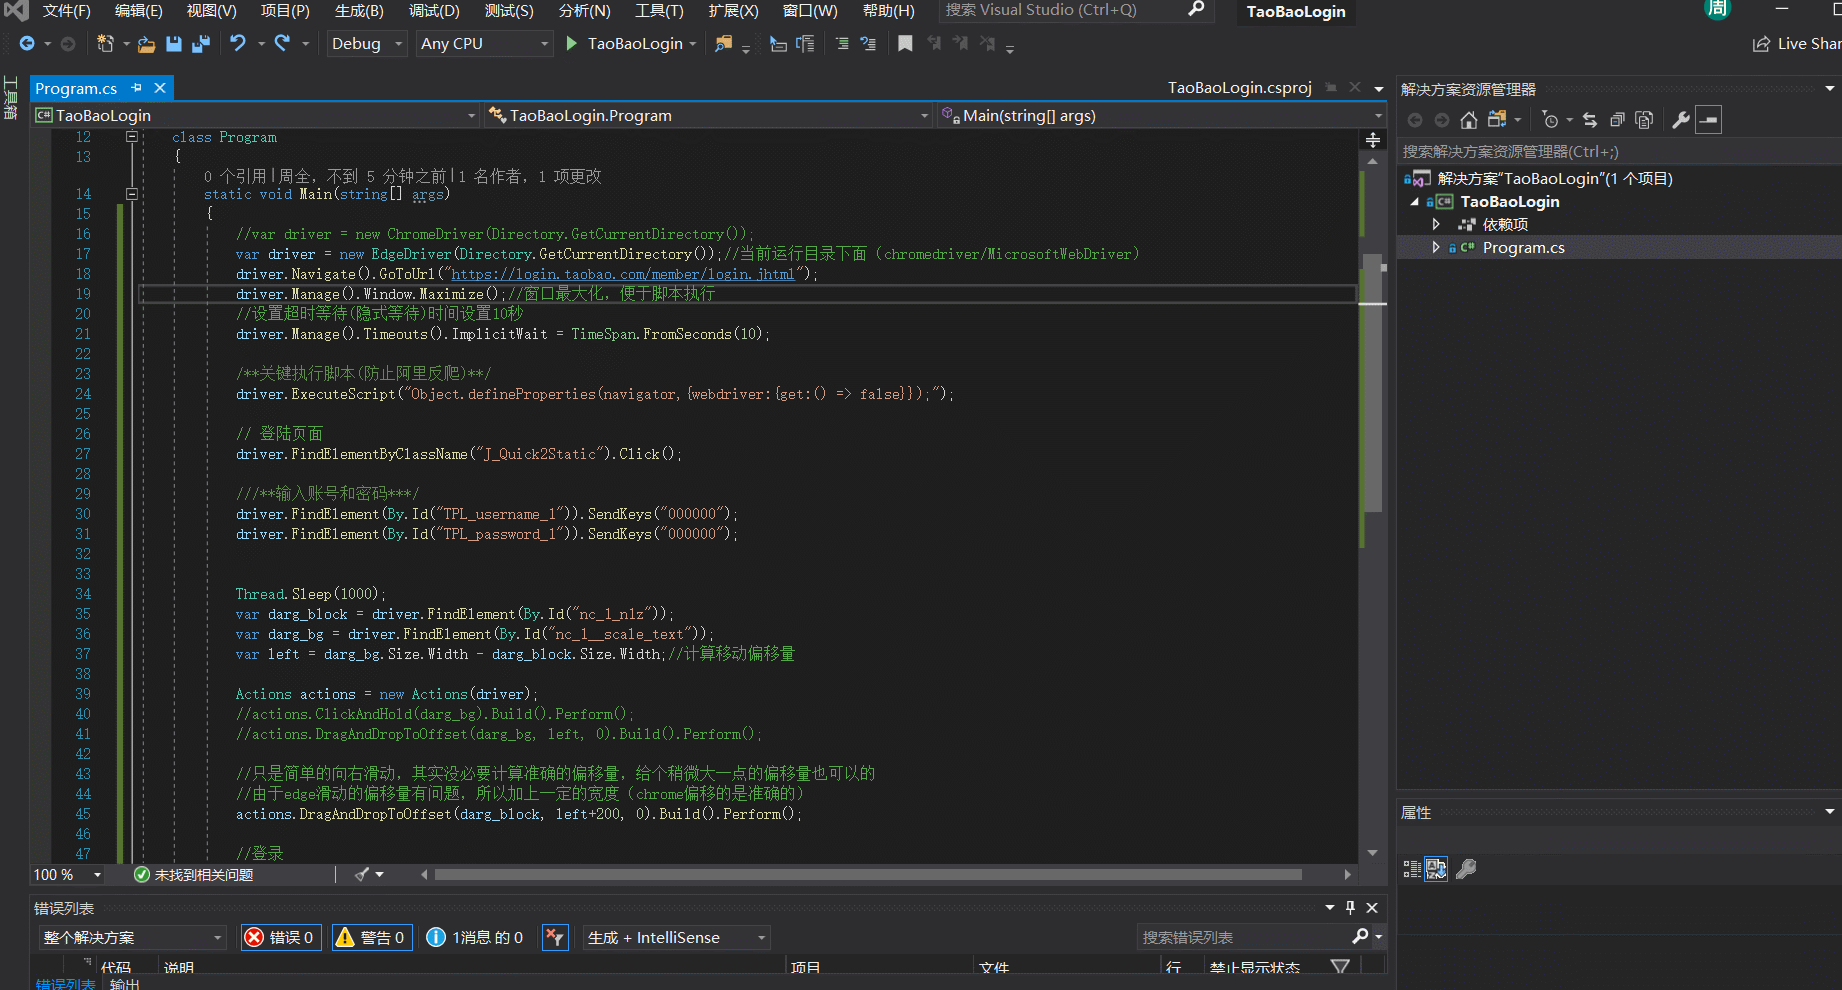 文件(F) 编辑(E) 视图(V) 项目(P) 生成(B) 调试(D) 测试(S) 分析(N) 工具(T) 扩展(X) 窗口(W) 帮助(H) 搜索 Visual Studio (Ctrl+Q) TaoBaoLogin 周
Debug Any CPU TaoBaoLogin Live Shar
工具箱
Program.cs TaoBaoLogin.csproj
TaoBaoLogin TaoBaoLogin.Program Main(string[] args)
12 class Program
13 {
0 个引用|周全，不到 5 分钟之前|1 名作者，1 项更改
14 static void Main(string[] args)
15 {
16 //var driver = new ChromeDriver(Directory.GetCurrentDirectory());
17 var driver = new EdgeDriver(Directory.GetCurrentDirectory());//当前运行目录下面（chromedriver/MicrosoftWebDriver）
18 driver.Navigate().GoToUrl("https://login.taobao.com/member/login.jhtml");
19 driver.Manage().Window.Maximize();//窗口最大化，便于脚本执行
20 //设置超时等待(隐式等待)时间设置10秒
21 driver.Manage().Timeouts().ImplicitWait = TimeSpan.FromSeconds(10);
22
23 /**关键执行脚本(防止阿里反爬)**/
24 driver.ExecuteScript("Object.defineProperties(navigator,{webdriver:{get:() => false}});");
25
26 // 登陆页面
27 driver.FindElementByClassName("J_Quick2Static").Click();
28
29 ///**输入账号和密码***/
30 driver.FindElement(By.Id("TPL_username_1")).SendKeys("000000");
31 driver.FindElement(By.Id("TPL_password_1")).SendKeys("000000");
32
33
34 Thread.Sleep(1000);
35 var darg_block = driver.FindElement(By.Id("nc_1_n1z"));
36 var darg_bg = driver.FindElement(By.Id("nc_1__scale_text"));
37 var left = darg_bg.Size.Width - darg_block.Size.Width;//计算移动偏移量
38
39 Actions actions = new Actions(driver);
40 //actions.ClickAndHold(darg_bg).Build().Perform();
41 //actions.DragAndDropToOffset(darg_bg, left, 0).Build().Perform();
42
43 //只是简单的向右滑动，其实没必要计算准确的偏移量，给个稍微大一点的偏移量也可以的
44 //由于edge滑动的偏移量有问题，所以加上一定的宽度（chrome偏移的是准确的）
45 actions.DragAndDropToOffset(darg_block, left+200, 0).Build().Perform();
46
47 //登录
100 % 未找到相关问题
错误列表
整个解决方案 错误 0 警告 0 1消息 的 0 生成 + IntelliSense 搜索错误列表
代码 说明 项目 文件 行 禁止显示状态
错误列表 输出
解决方案资源管理器
搜索解决方案资源管理器(Ctrl+;)
解决方案"TaoBaoLogin"(1 个项目)
C# TaoBaoLogin
依赖项
C# Program.cs
属性